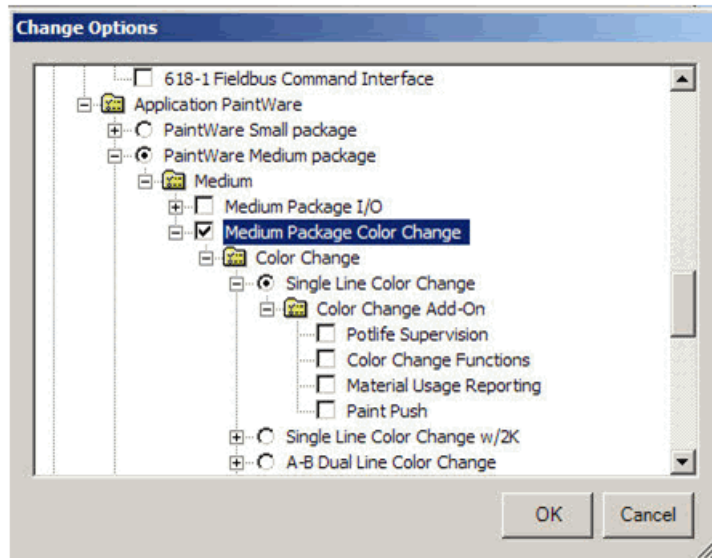 Change Options
618-1 Fieldbus Command Interface
Application PaintWare
PaintWare Small package
PaintWare Medium package
Medium
Medium Package I/O
Medium Package Color Change
Color Change
Single Line Color Change
Color Change Add-On
Potlife Supervision
Color Change Functions
Material Usage Reporting
Paint Push
Single Line Color Change w/2K
A-B Dual Line Color Change
OK Cancel